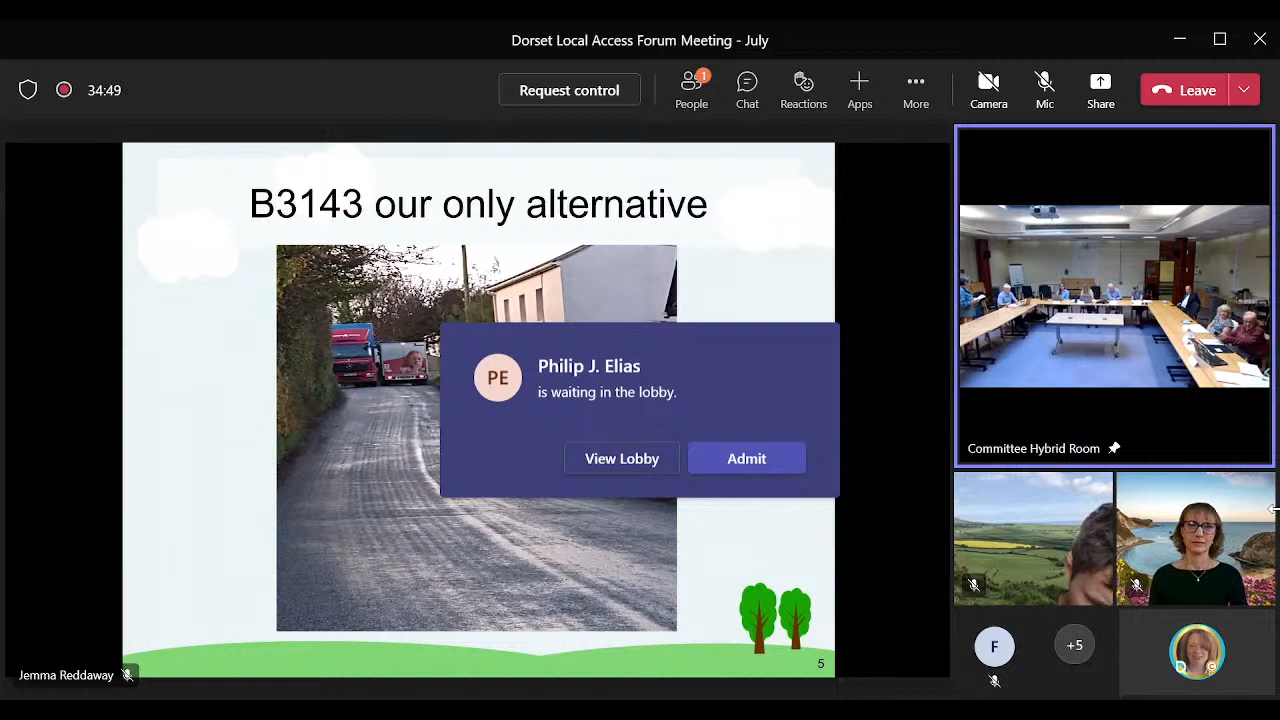 Dorset Local Access Forum Meeting - July
34:49
Request control
1
People
Chat
Reactions
Apes
More
Camera
Mic
Share
Leave
B3143 our only alternative
PE
Philip J. Elias
is waiting in the lobby.
View Lobby
Admit
5
Jemma Reddaway
Committee Hybrid Room
F
+5
D
C